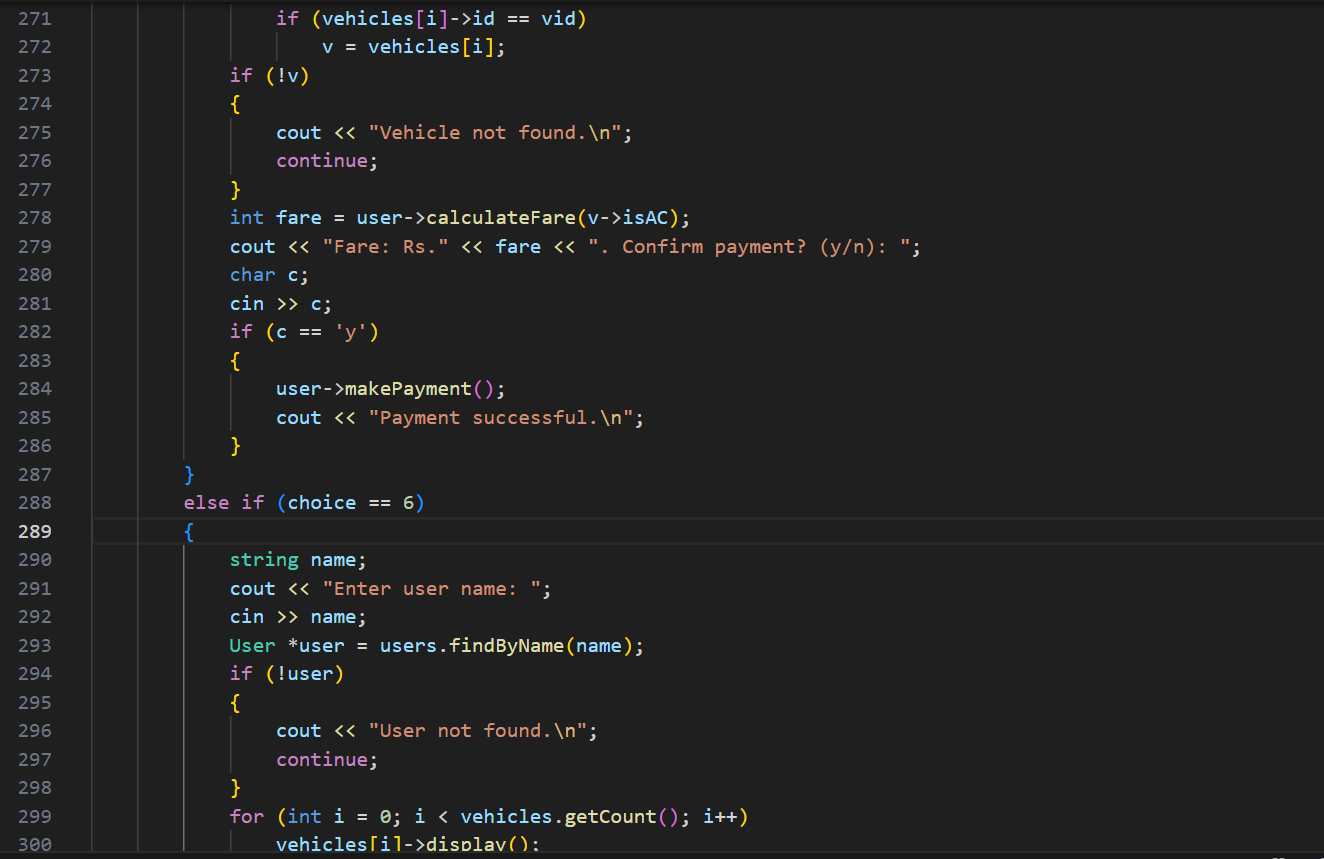 271 if (vehicles[i]->id == vid)
272 v = vehicles[i];
273 if (!v)
274 {
275 cout << "Vehicle not found.\n";
276 continue;
277 }
278 int fare = user->calculateFare(v->isAC);
279 cout << "Fare: Rs." << fare << ". Confirm payment? (y/n): ";
280 char c;
281 cin >> c;
282 if (c == 'y')
283 {
284 user->makePayment();
285 cout << "Payment successful.\n";
286 }
287 }
288 else if (choice == 6)
289 {
290 string name;
291 cout << "Enter user name: ";
292 cin >> name;
293 User *user = users.findByName(name);
294 if (!user)
295 {
296 cout << "User not found.\n";
297 continue;
298 }
299 for (int i = 0; i < vehicles.getCount(); i++)
300 vehicles[i]->display();